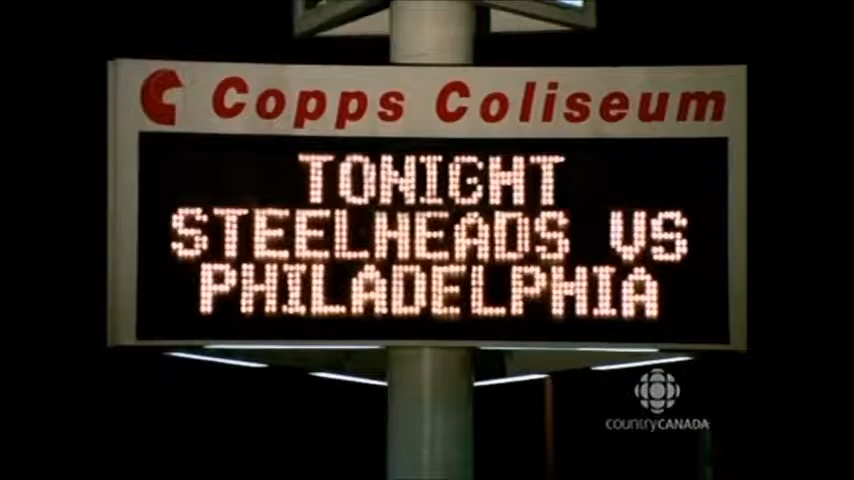 Copps Coliseum
TONIGHT
STEELHEADS VS
PHILADELPHIA
countryCANADA